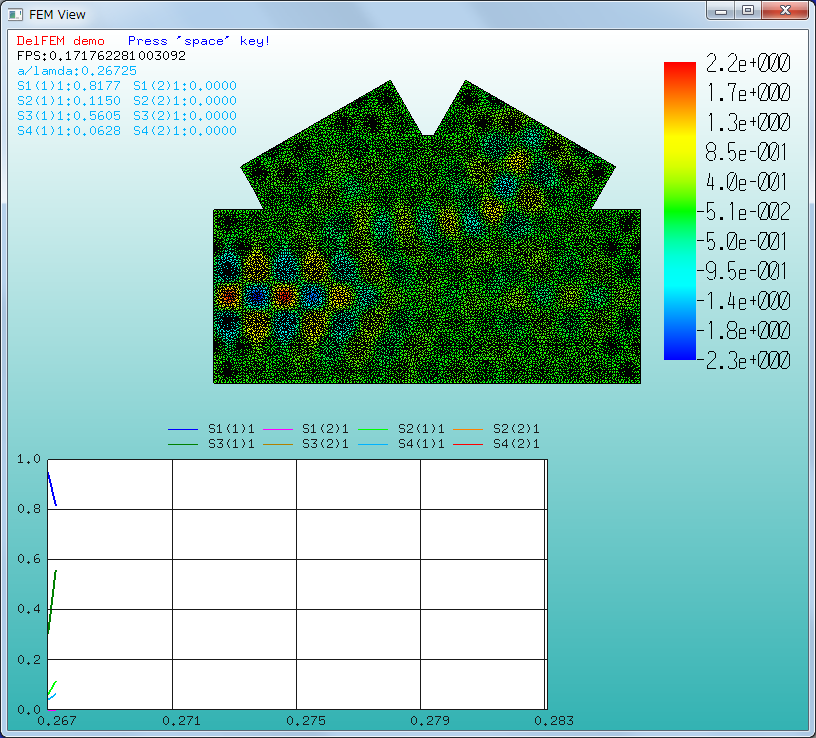 FEM View
DelFEM demo Press "space" key!
FPS:0.171762281003092
a/lamda:0.26725
S1(1)1:0.8177 S1(2)1:0.0000
S2(1)1:0.1150 S2(2)1:0.0000
S3(1)1:0.5605 S3(2)1:0.0000
S4(1)1:0.0628 S4(2)1:0.0000
2.2e+000
1.7e+000
1.3e+000
8.5e-001
4.0e-001
-5.1e-002
-5.0e-001
-9.5e-001
-1.4e+000
-1.8e+000
-2.3e+000
S1(1)1 S1(2)1 S2(1)1 S2(2)1
S3(1)1 S3(2)1 S4(1)1 S4(2)1
1.0
0.8
0.6
0.4
0.2
0.0
0.267 0.271 0.275 0.279 0.283